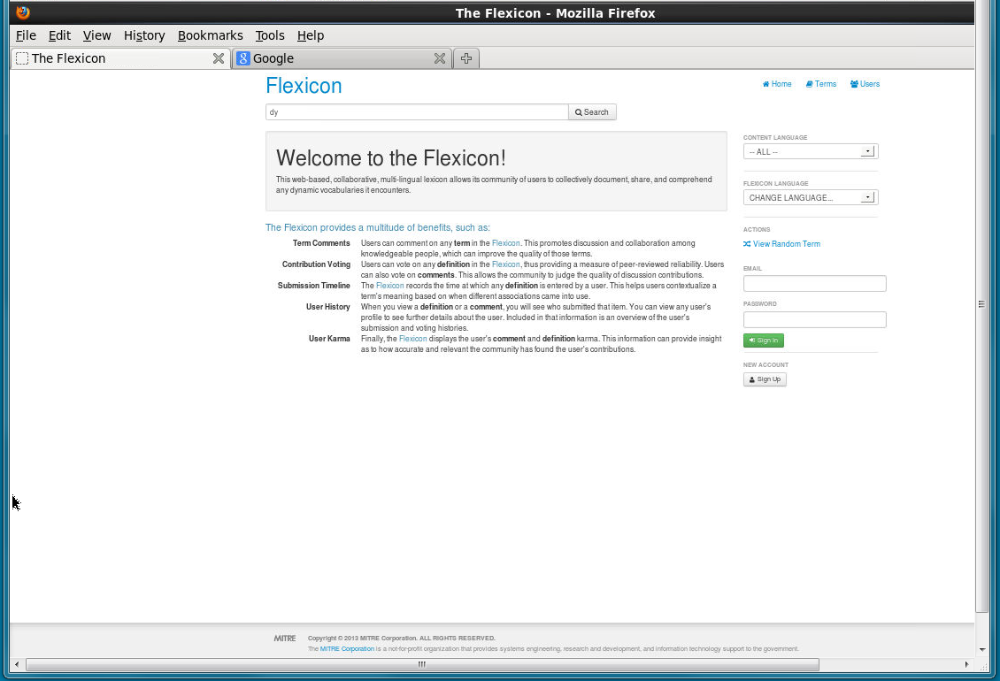 The Flexicon - Mozilla Firefox
File Edit View History Bookmarks Tools Help
The Flexicon
Google
Flexicon
Home Terms Users
dy
Search
Welcome to the Flexicon!
This web-based, collaborative, multi-lingual lexicon allows its community of users to collectively document, share, and comprehend
any dynamic vocabularies it encounters.
The Flexicon provides a multitude of benefits, such as:
Term Comments Users can comment on any term in the Flexicon. This promotes discussion and collaboration among
knowledgeable people, which can improve the quality of those terms.
Contribution Voting Users can vote on any definition in the Flexicon, thus providing a measure of peer-reviewed reliability. Users
can also vote on comments. This allows the community to judge the quality of discussion contributions.
Submission Timeline The Flexicon records the time at which any definition is entered by a user. This helps users contextualize a
term's meaning based on when different associations came into use.
User History When you view a definition or a comment, you will see who submitted that item. You can view any user's
profile to see further details about the user. Included in that information is an overview of the user's
submission and voting histories.
User Karma Finally, the Flexicon displays the user's comment and definition karma. This information can provide insight
as to how accurate and relevant the community has found the user's contributions.
CONTENT LANGUAGE
-- ALL --
FLEXICON LANGUAGE
CHANGE LANGUAGE...
ACTIONS
View Random Term
EMAIL
PASSWORD
Sign in
NEW ACCOUNT
Sign Up
MITRE
Copyright © 2013 MITRE Corporation. ALL RIGHTS RESERVED.
The MITRE Corporation is a not-for-profit organization that provides systems engineering, research and development, and information technology support to the government.